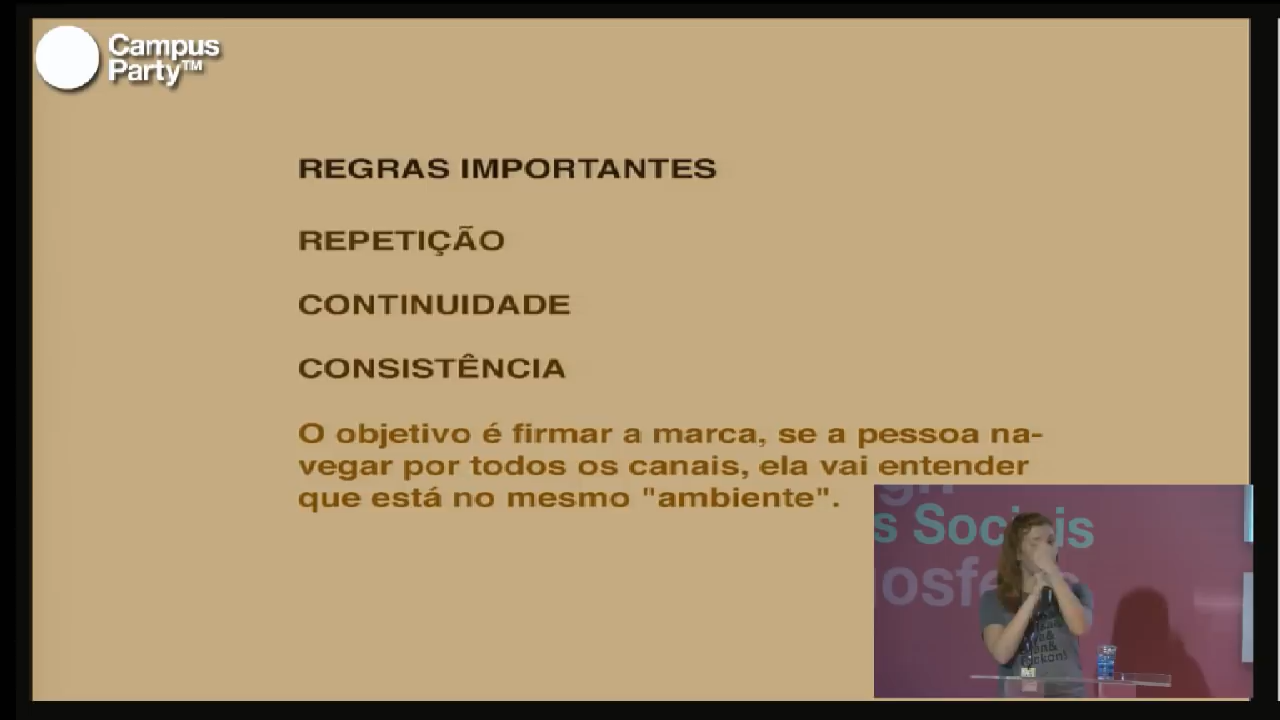 Campus
Party™
REGRAS IMPORTANTES
REPETIÇÃO
CONTINUIDADE
CONSISTÊNCIA
O objetivo é firmar a marca, se a pessoa na-
vegar por todos os canais, ela vai entender
que está no mesmo "ambiente".